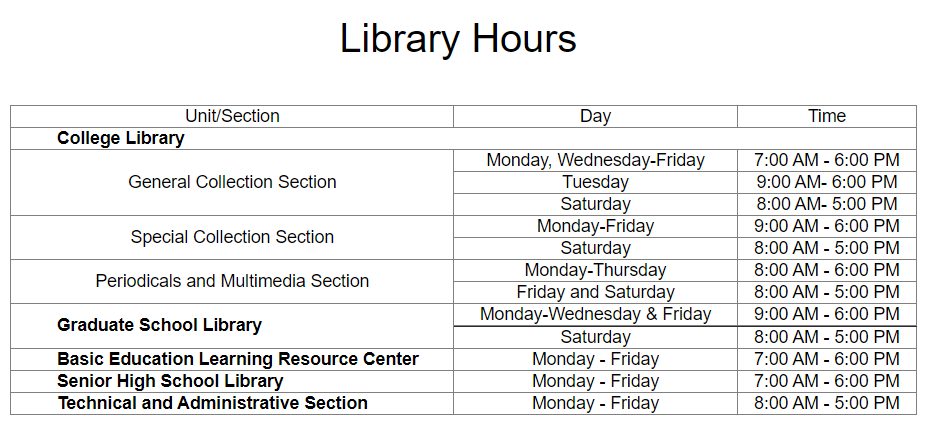 Library Hours
Unit/Section Day Time
College Library
General Collection Section Monday, Wednesday-Friday 7:00 AM - 6:00 PM
Tuesday 9:00 AM- 6:00 PM
Saturday 8:00 AM- 5:00 PM
Special Collection Section Monday-Friday 9:00 AM - 6:00 PM
Saturday 8:00 AM - 5:00 PM
Periodicals and Multimedia Section Monday-Thursday 8:00 AM - 6:00 PM
Friday and Saturday 8:00 AM - 5:00 PM
Graduate School Library Monday-Wednesday & Friday 9:00 AM - 6:00 PM
Saturday 8:00 AM - 5:00 PM
Basic Education Learning Resource Center Monday - Friday 7:00 AM - 6:00 PM
Senior High School Library Monday - Friday 7:00 AM - 6:00 PM
Technical and Administrative Section Monday - Friday 8:00 AM - 5:00 PM